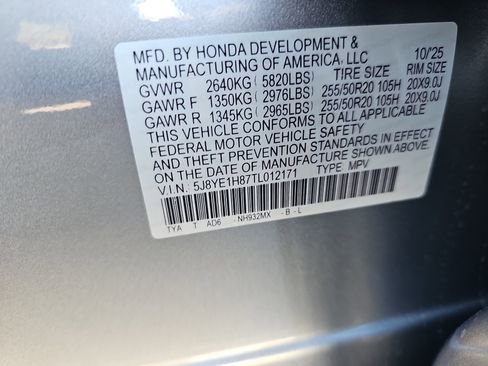 MFD. BY HONDA DEVELOPMENT &
MANUFACTURING OF AMERICA, LLC 10/'25
GVWR 2640KG ( 5820LBS) TIRE SIZE RIM SIZE
GAWR F 1350KG ( 2976LBS) 255/50R20 105H 20X9.0J
GAWR R 1345KG ( 2965LBS) 255/50R20 105H 20X9.0J
THIS VEHICLE CONFORMS TO ALL APPLICABLE
FEDERAL MOTOR VEHICLE SAFETY
AND THEFT PREVENTION STANDARDS IN EFFECT
ON THE DATE OF MANUFACTURE SHOWN ABOVE.
V.I.N. 5J8YE1H87TL012171 TYPE MPV
TYA 1 AD6 -NH932MX -B -L